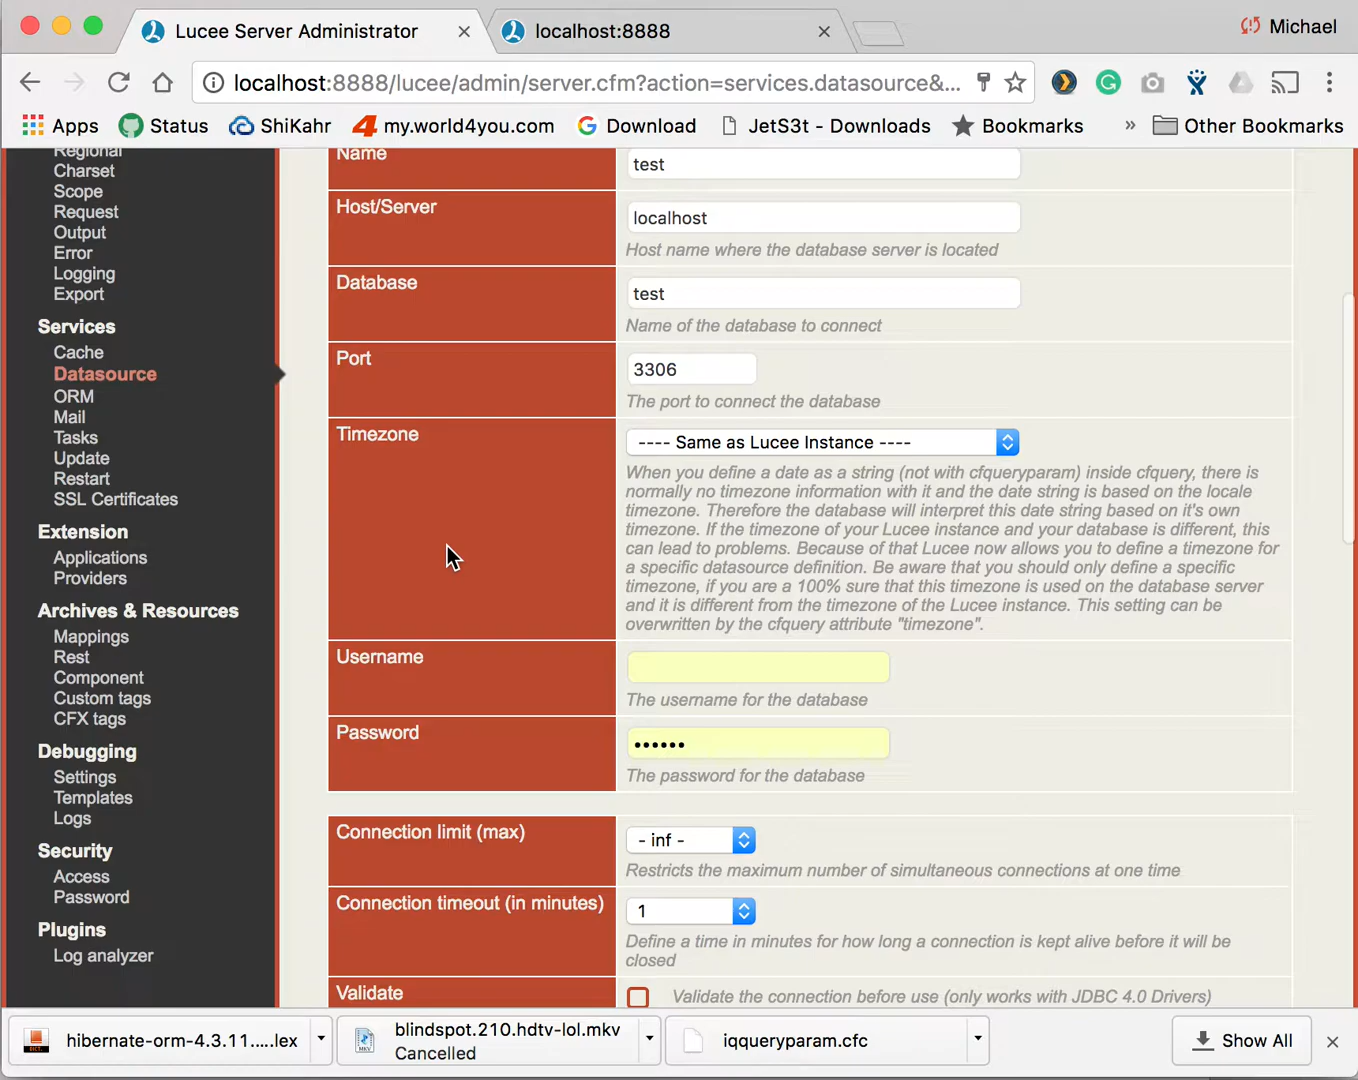 Lucee Server Administrator
localhost:8888
Michael
localhost:8888/lucee/admin/server.cfm?action=services.datasource&...
Apps
Status
ShiKahr
my.world4you.com
Download
JetS3t - Downloads
Bookmarks
»
Other Bookmarks
Regional
Charset
Scope
Request
Output
Error
Logging
Export
Services
Cache
Datasource
ORM
Mail
Tasks
Update
Restart
SSL Certificates
Extension
Applications
Providers
Archives & Resources
Mappings
Rest
Component
Custom tags
CFX tags
Debugging
Settings
Templates
Logs
Security
Access
Password
Plugins
Log analyzer
Name
test
Host/Server
localhost
Host name where the database server is located
Database
test
Name of the database to connect
Port
3306
The port to connect the database
Timezone
---- Same as Lucee Instance ----
When you define a date as a string (not with cfqueryparam) inside cfquery, there is
normally no timezone information with it and the date string is based on the locale
timezone. Therefore the database will interpret this date string based on it's own
timezone. If the timezone of your Lucee instance and your database is different, this
can lead to problems. Because of that Lucee now allows you to define a timezone for
a specific datasource definition. Be aware that you should only define a specific
timezone, if you are a 100% sure that this timezone is used on the database server
and it is different from the timezone of the Lucee instance. This setting can be
overwritten by the cfquery attribute "timezone".
Username
The username for the database
Password
••••••
The password for the database
Connection limit (max)
- inf -
Restricts the maximum number of simultaneous connections at one time
Connection timeout (in minutes)
1
Define a time in minutes for how long a connection is kept alive before it will be
closed
Validate
Validate the connection before use (only works with JDBC 4.0 Drivers)
hibernate-orm-4.3.11.....lex
blindspot.210.hdtv-lol.mkv
Cancelled
iqqueryparam.cfc
Show All